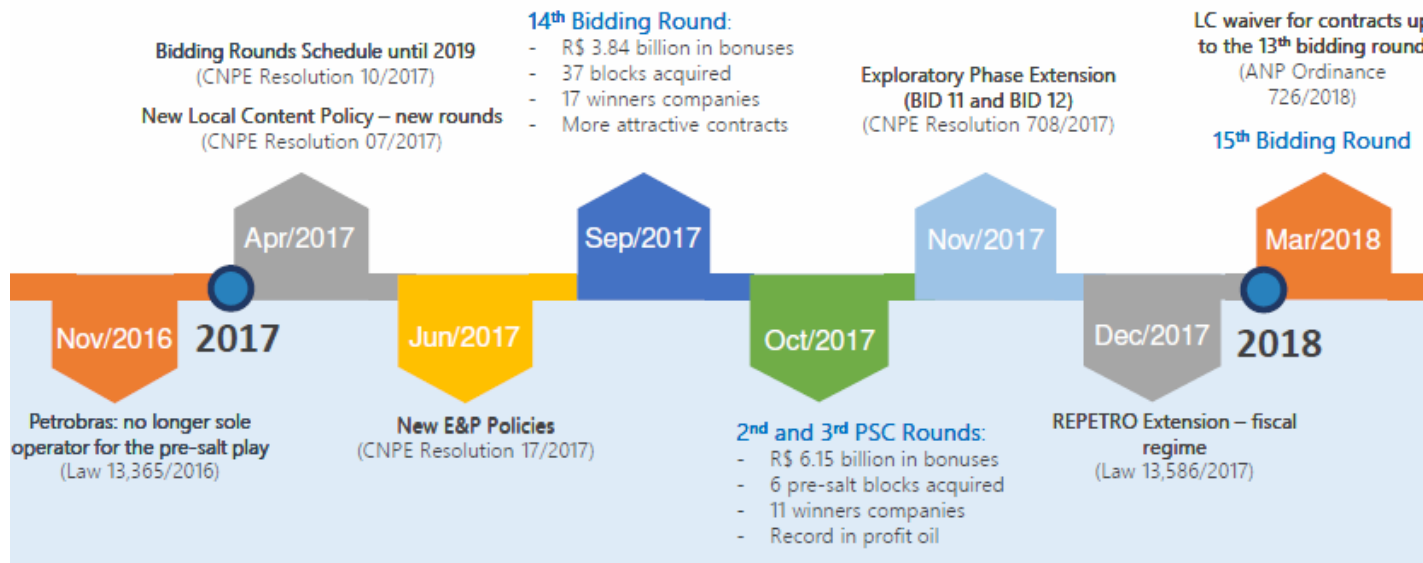 Bidding Rounds Schedule until 2019
(CNPE Resolution 10/2017)
New Local Content Policy – new rounds
(CNPE Resolution 07/2017)
14th Bidding Round:
- R$ 3.84 billion in bonuses
- 37 blocks acquired
- 17 winners companies
- More attractive contracts
Exploratory Phase Extension
(BID 11 and BID 12)
(CNPE Resolution 708/2017)
LC waiver for contracts up
to the 13th bidding round
(ANP Ordinance
726/2018)
15th Bidding Round
Apr/2017
Sep/2017
Nov/2017
Mar/2018
Nov/2016
2017
Jun/2017
Oct/2017
Dec/2017
2018
Petrobras: no longer sole
operator for the pre-salt play
(Law 13,365/2016)
New E&P Policies
(CNPE Resolution 17/2017)
2nd and 3rd PSC Rounds:
- R$ 6.15 billion in bonuses
- 6 pre-salt blocks acquired
- 11 winners companies
- Record in profit oil
REPETRO Extension – fiscal
regime
(Law 13,586/2017)